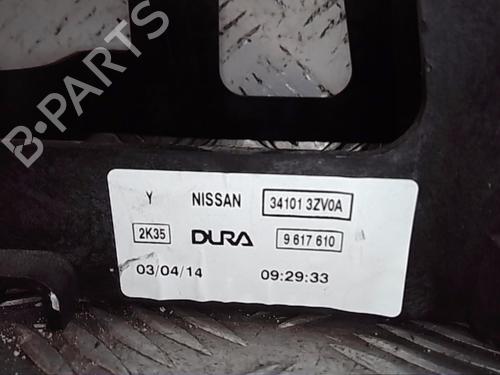 B-PARTS
Y NISSAN 34101 3ZV0A
2K35 DURA 9 617 610
03/04/14 09:29:33